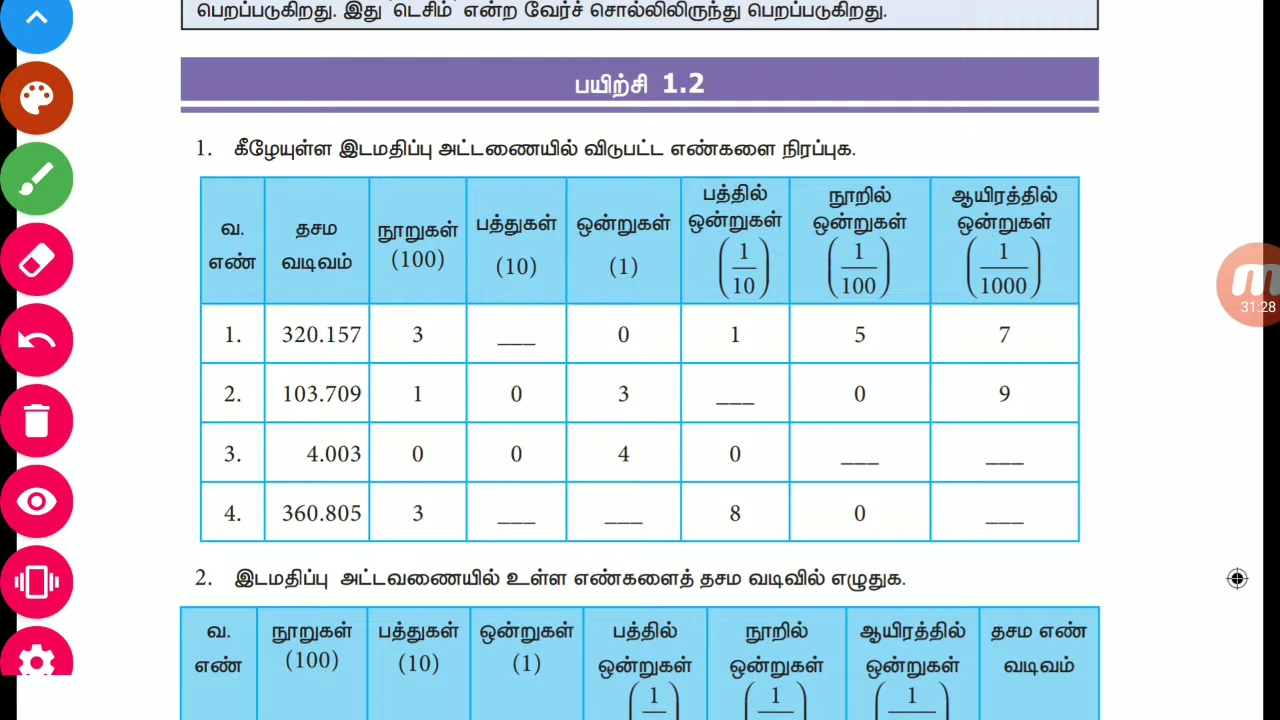 பெறப்படுகிறது. இது 'டெசிம்' என்ற வேர்ச் சொல்லிலிருந்து பெறப்படுகிறது.
பயிற்சி 1.2
1. கீழேயுள்ள இடமதிப்பு அட்டணையில் விடுபட்ட எண்களை நிரப்புக.
வ. எண் தசம வடிவம் நூறுகள் (100) பத்துகள் (10) ஒன்றுகள் (1) பத்தில் ஒன்றுகள் (1/10) நூறில் ஒன்றுகள் (1/100) ஆயிரத்தில் ஒன்றுகள் (1/1000)
1. 320.157 3 ___ 0 1 5 7
2. 103.709 1 0 3 ___ 0 9
3. 4.003 0 0 4 0 ___ ___
4. 360.805 3 ___ ___ 8 0 ___
2. இடமதிப்பு அட்டவணையில் உள்ள எண்களைத் தசம வடிவில் எழுதுக.
வ. எண் நூறுகள் (100) பத்துகள் (10) ஒன்றுகள் (1) பத்தில் ஒன்றுகள் (1 நூறில் ஒன்றுகள் (1 ஆயிரத்தில் ஒன்றுகள் (1 தசம எண் வடிவம்
31:28